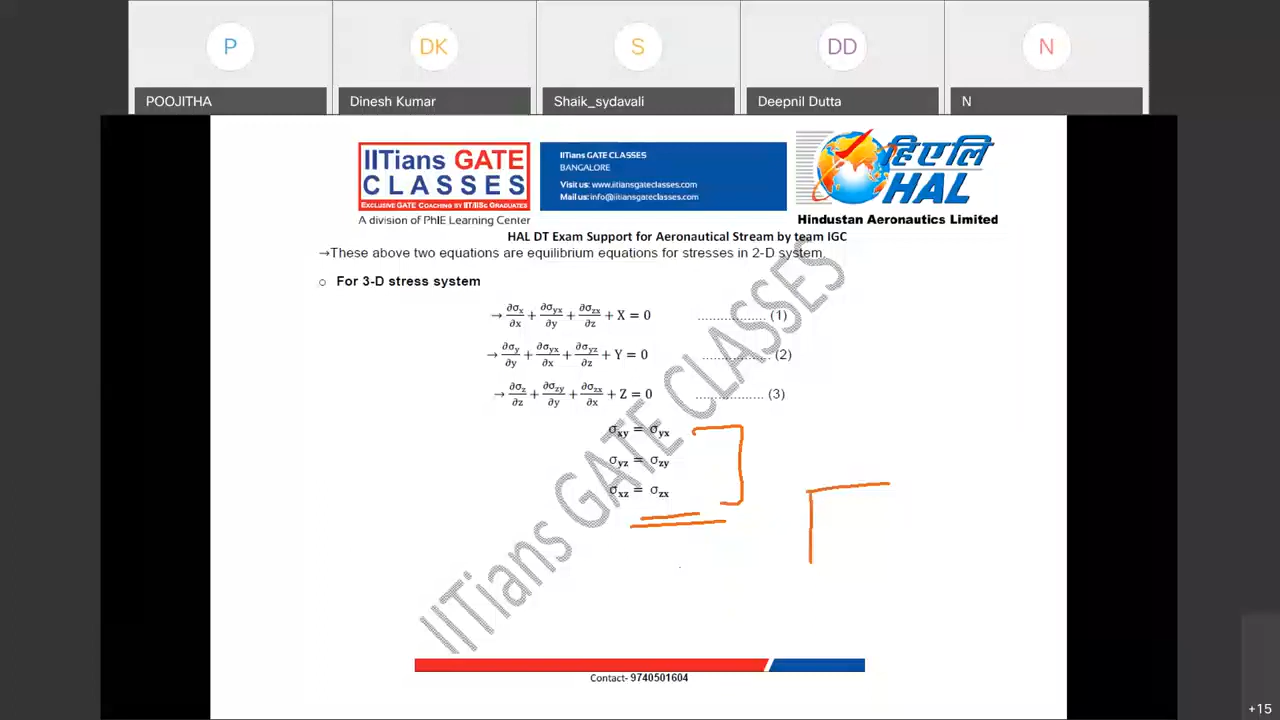 P
DK
S
DD
N
POOJITHA
Dinesh Kumar
Shaik_sydavali
Deepnil Dutta
N
IITians GATE
CLASSES
EXCLUSIVE GATE COACHING BY IIT/IISc GRADUATES
A division of PhIE Learning Center
IITians GATE CLASSES
BANGALORE
Visit us: www.iitiansgateclasses.com
Mail us: info@iitiansgateclasses.com
हिएलि
HAL
Hindustan Aeronautics Limited
HAL DT Exam Support for Aeronautical Stream by team IGC
→These above two equations are equilibrium equations for stresses in 2-D system.
○ For 3-D stress system
→ ∂σx/∂x + ∂σyx/∂y + ∂σzx/∂z + X = 0 .................. (1)
→ ∂σy/∂y + ∂σyx/∂x + ∂σyz/∂z + Y = 0 .................. (2)
→ ∂σz/∂z + ∂σzy/∂y + ∂σzx/∂x + Z = 0 .................. (3)
σxy = σyx
σyz = σzy
σxz = σzx
IITians GATE CLASSES
Contact- 9740501604
+15